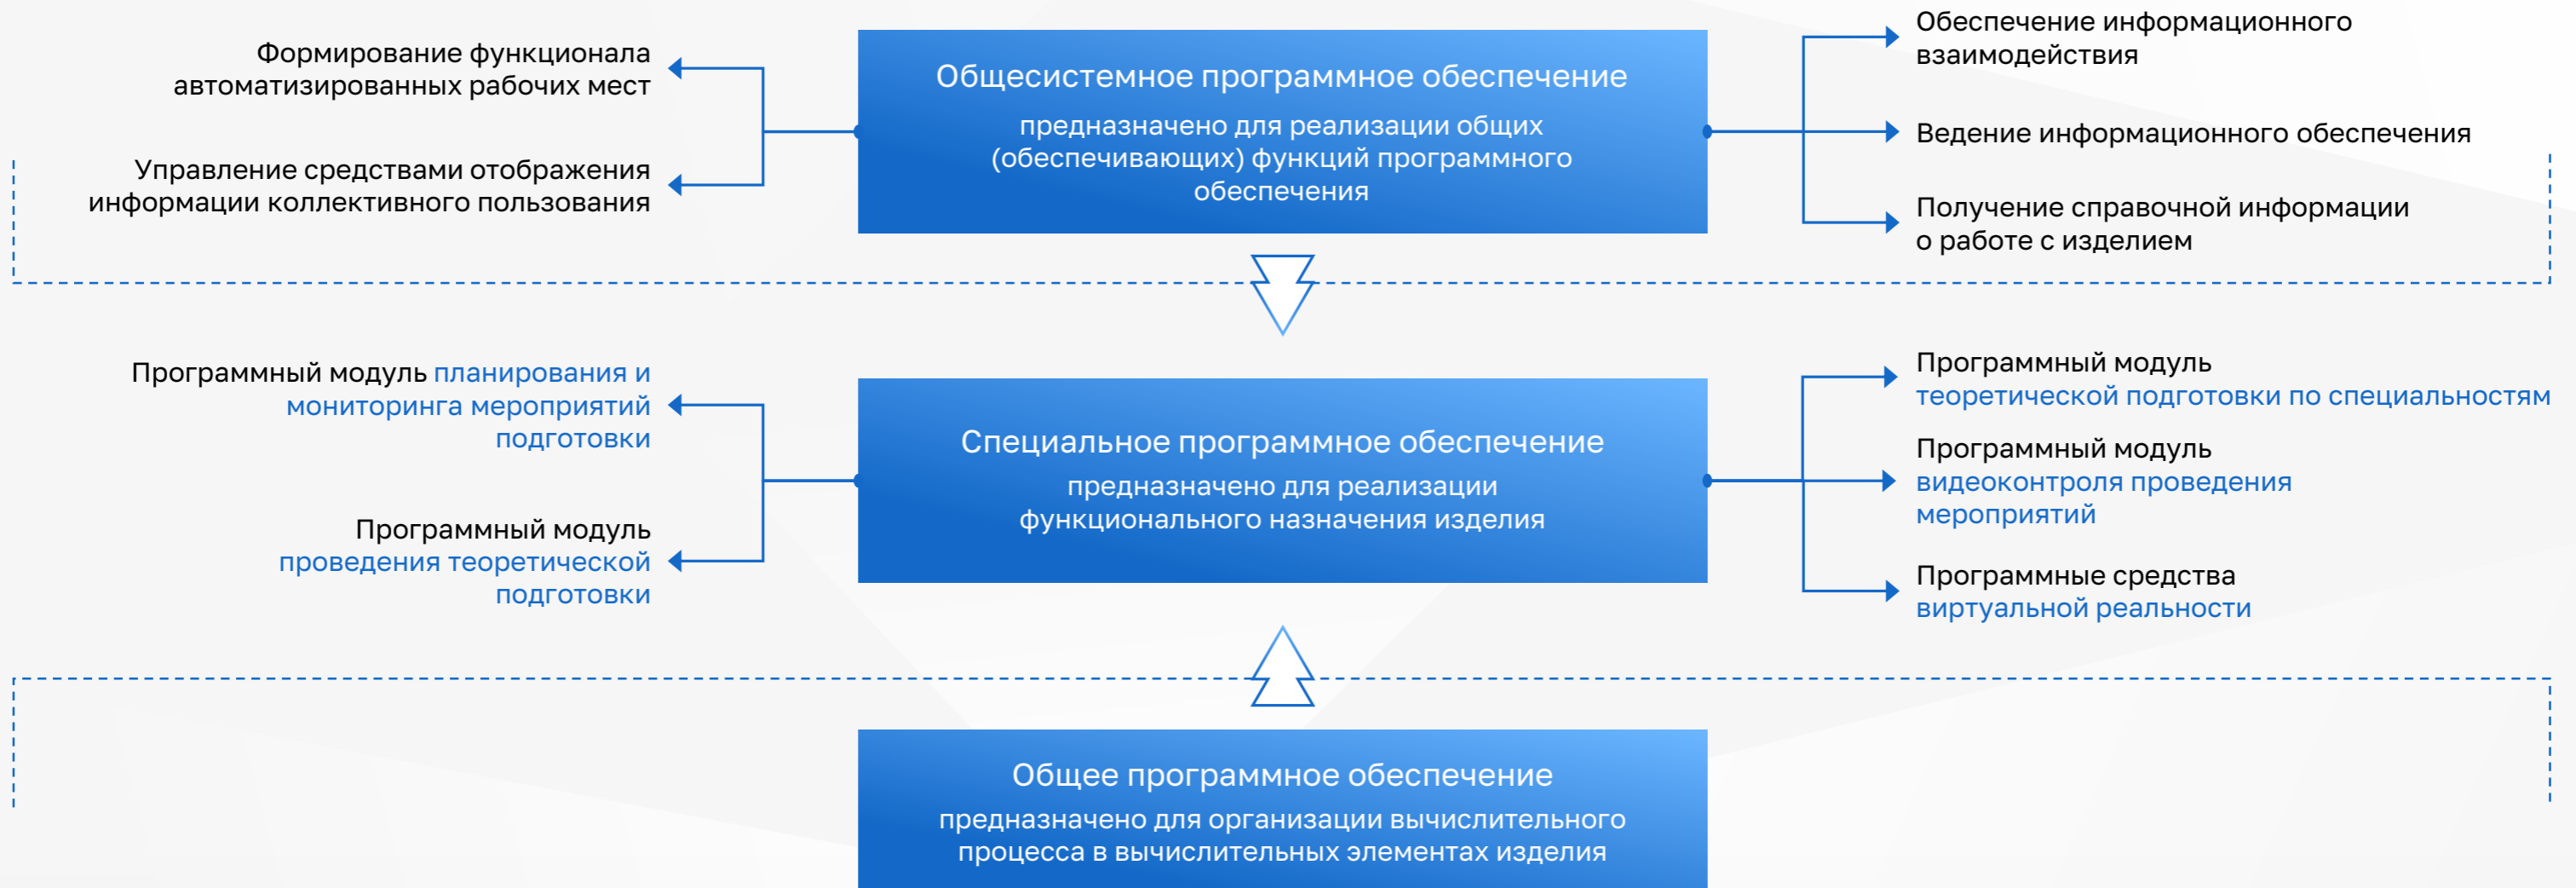 Формирование функционала
автоматизированных рабочих мест
Управление средствами отображения
информации коллективного пользования
Общесистемное программное обеспечение
предназначено для реализации общих
(обеспечивающих) функций программного
обеспечения
Обеспечение информационного
взаимодействия
Ведение информационного обеспечения
Получение справочной информации
о работе с изделием
Программный модуль планирования и
мониторинга мероприятий
подготовки
Программный модуль
проведения теоретической
подготовки
Специальное программное обеспечение
предназначено для реализации
функционального назначения изделия
Программный модуль
теоретической подготовки по специальностям
Программный модуль
видеоконтроля проведения
мероприятий
Программные средства
виртуальной реальности
Общее программное обеспечение
предназначено для организации вычислительного
процесса в вычислительных элементах изделия